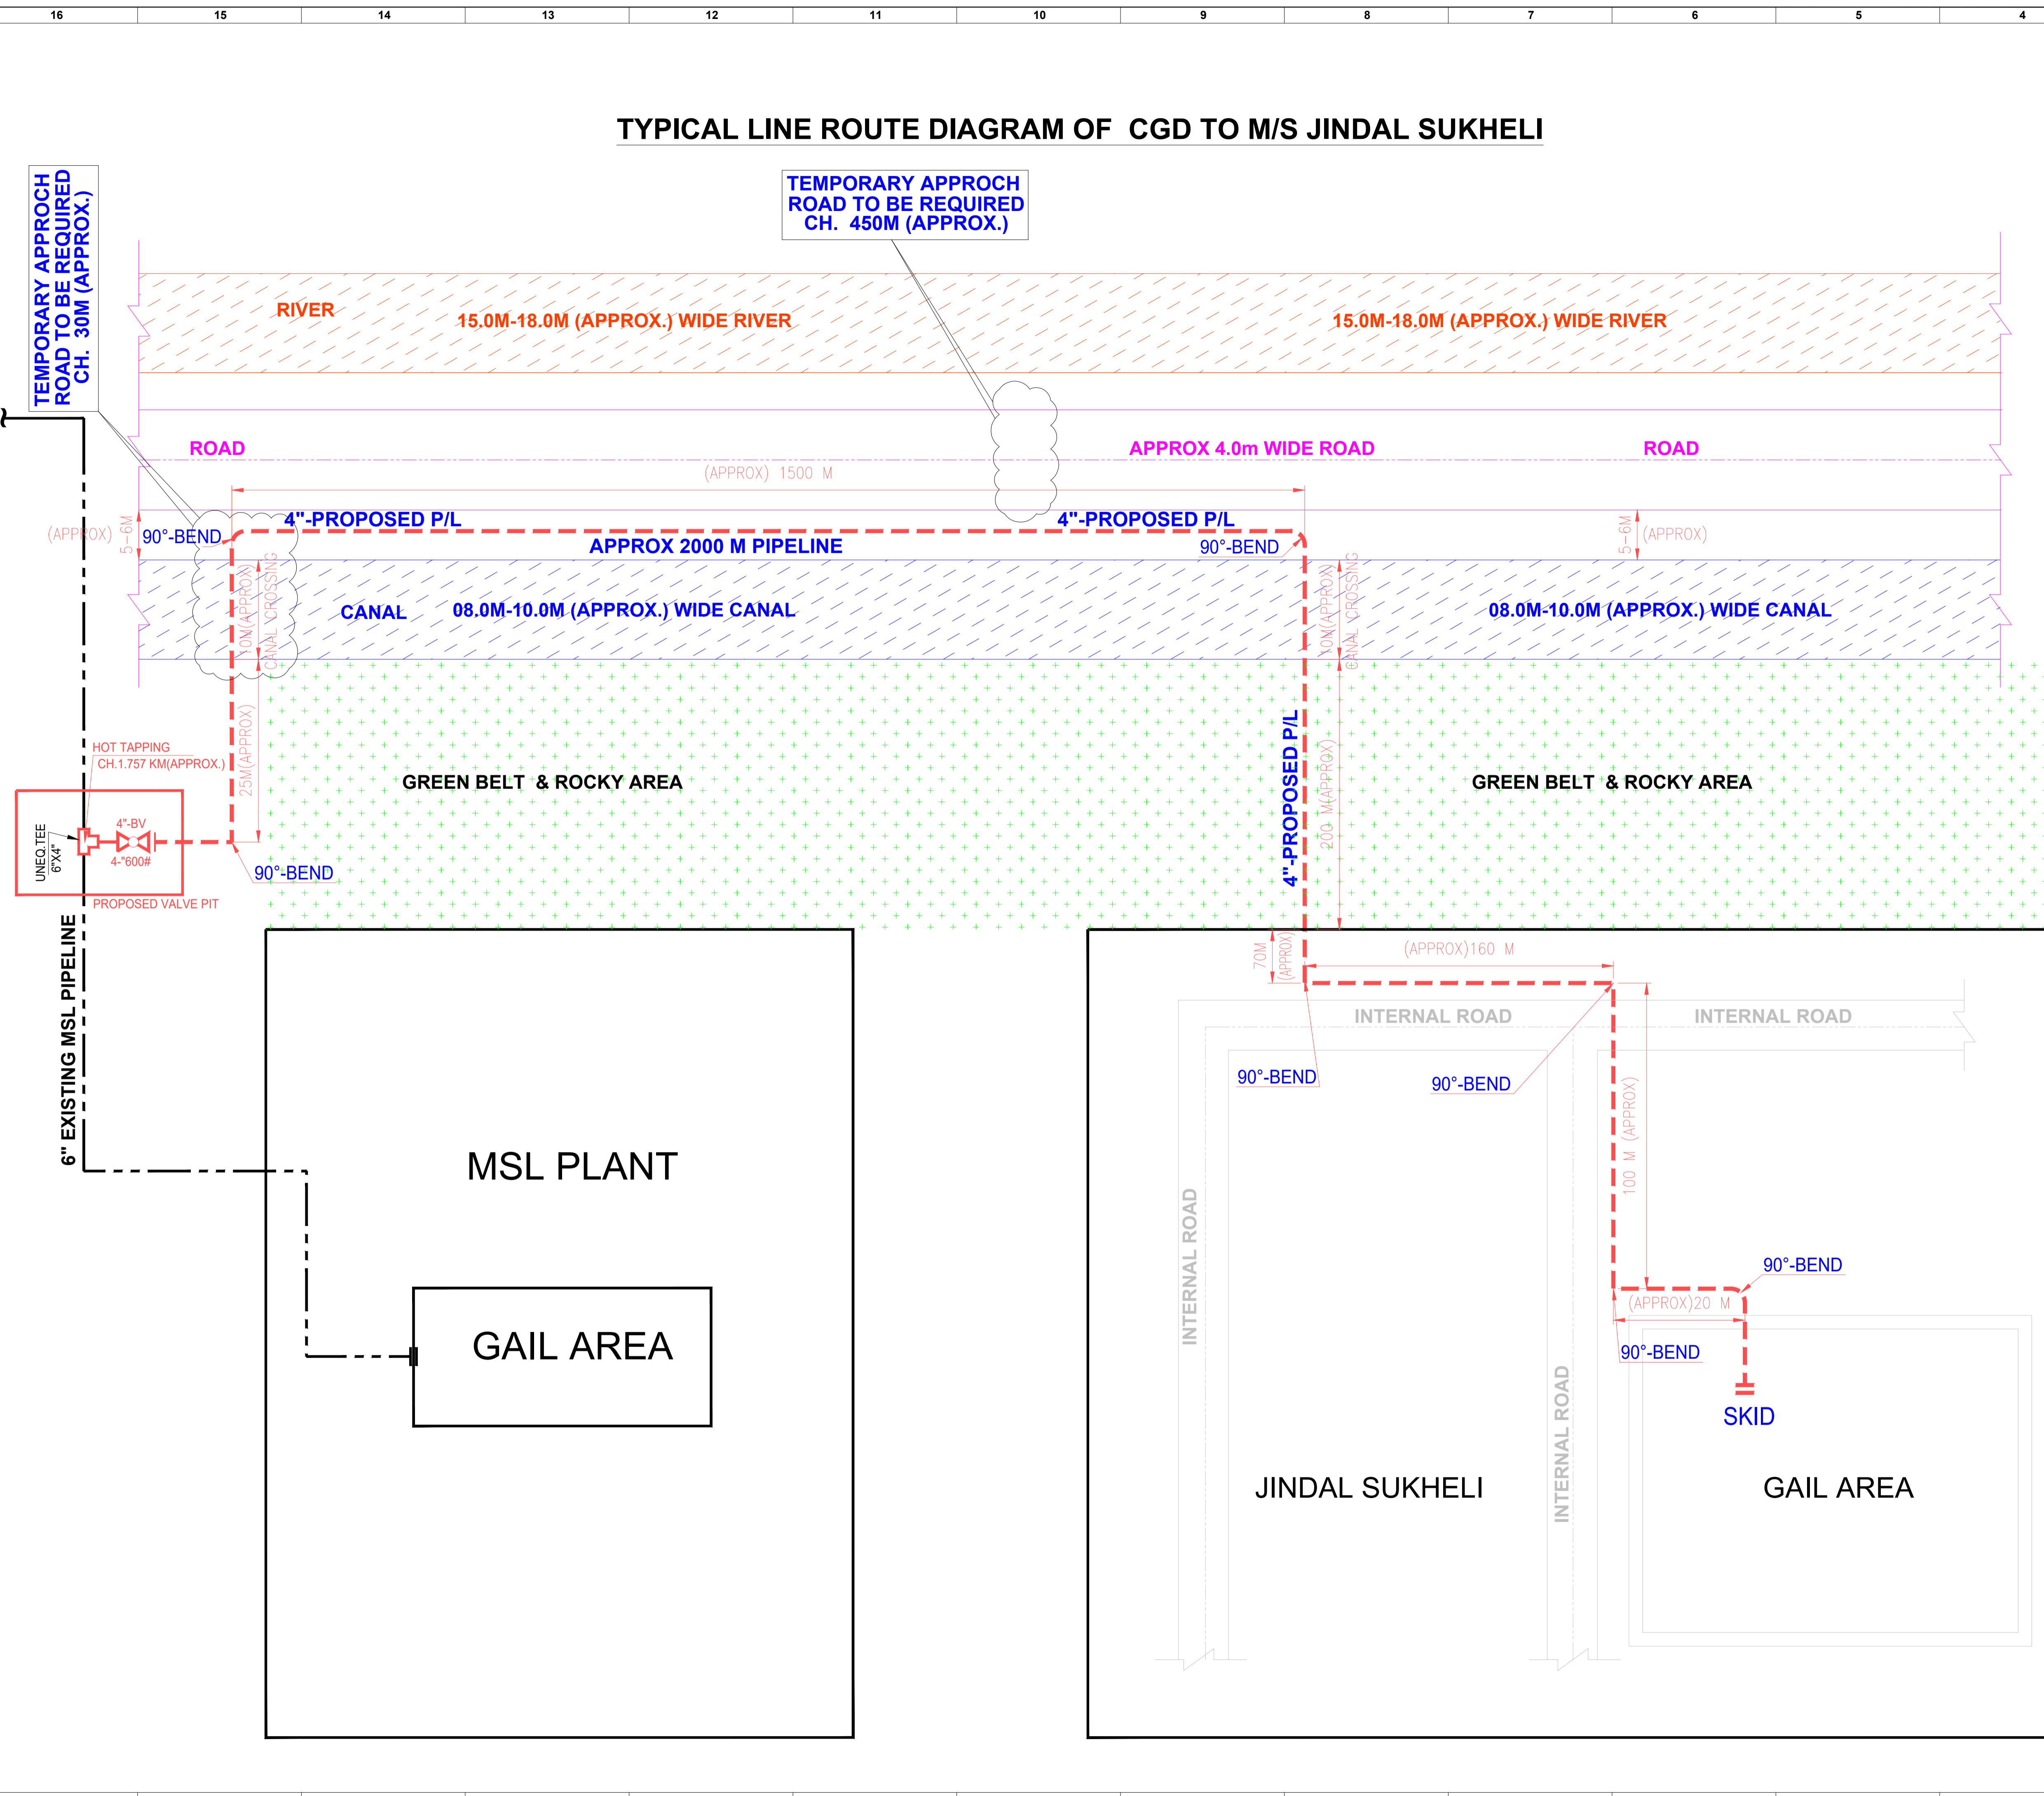 16 15 14 13 12 11 10 9 8 7 6 5 4
TYPICAL LINE ROUTE DIAGRAM OF CGD TO M/S JINDAL SUKHELI
TEMPORARY APPROCH
ROAD TO BE REQUIRED
CH. 30M (APPROX.)
TEMPORARY APPROCH
ROAD TO BE REQUIRED
CH. 450M (APPROX.)
RIVER
15.0M-18.0M (APPROX.) WIDE RIVER
15.0M-18.0M (APPROX.) WIDE RIVER
ROAD
APPROX 4.0m WIDE ROAD
ROAD
(APPROX) 1500 M
(APPROX) 5-6M
90°-BEND
4"-PROPOSED P/L
4"-PROPOSED P/L
APPROX 2000 M PIPELINE
90°-BEND
5-6M (APPROX)
10M(APPROX)
CANAL CROSSING
CANAL
08.0M-10.0M (APPROX.) WIDE CANAL
10M(APPROX)
CANAL CROSSING
08.0M-10.0M (APPROX.) WIDE CANAL
25M(APPROX)
HOT TAPPING
CH.1.757 KM(APPROX.)
GREEN BELT & ROCKY AREA
4"-PROPOSED P/L
200 M(APPROX)
GREEN BELT & ROCKY AREA
UNEQ.TEE
6"X4"
4"-BV
4-"600#
90°-BEND
PROPOSED VALVE PIT
6" EXISTING MSL PIPELINE
70M
(APPROX)
(APPROX)160 M
INTERNAL ROAD
INTERNAL ROAD
90°-BEND
90°-BEND
100 M (APPROX)
MSL PLANT
INTERNAL ROAD
90°-BEND
(APPROX)20 M
GAIL AREA
90°-BEND
INTERNAL ROAD
SKID
JINDAL SUKHELI
GAIL AREA